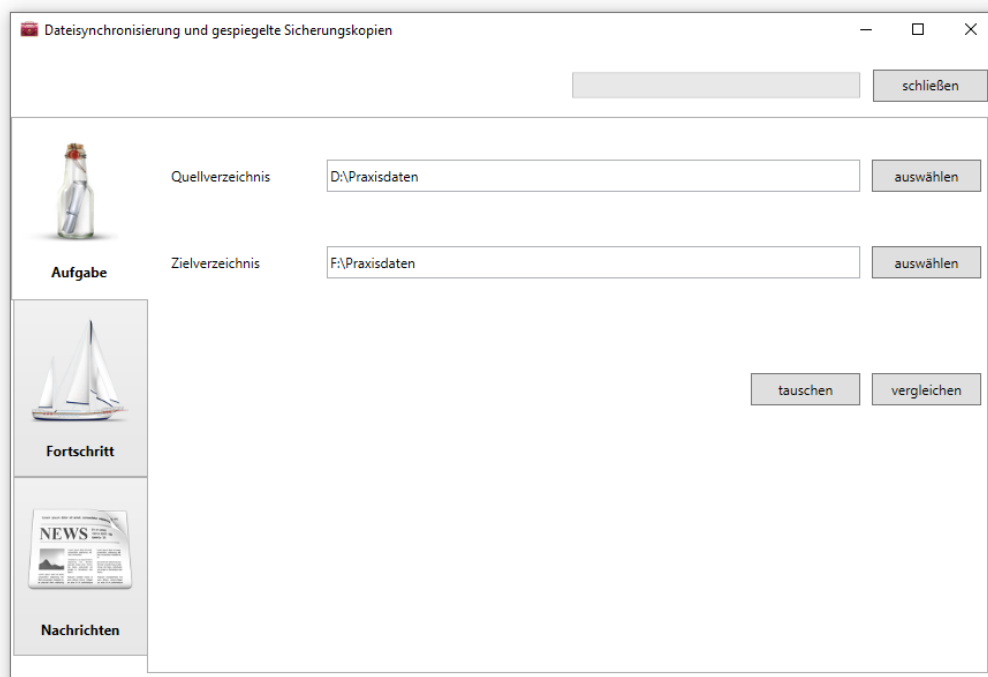 Dateisynchronisierung und gespiegelte Sicherungskopien
schließen
Quellverzeichnis
D:\Praxisdaten
auswählen
Aufgabe
Zielverzeichnis
F:\Praxisdaten
auswählen
tauschen
vergleichen
Fortschritt
NEWS
Nachrichten